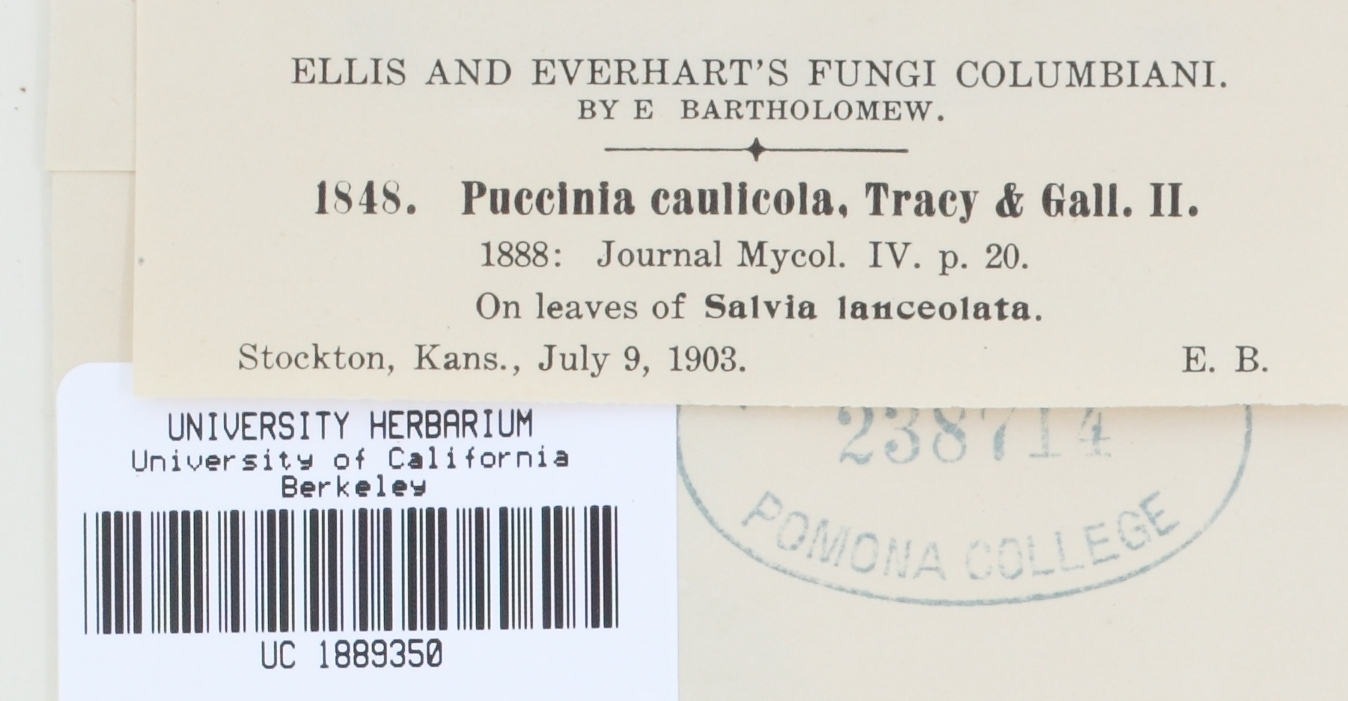 ELLIS AND EVERHART'S FUNGI COLUMBIANI.
BY E BARTHOLOMEW.
1848. Puccinia caulicola, Tracy & Gall. II.
1888: Journal Mycol. IV. p. 20.
On leaves of Salvia lanceolata.
Stockton, Kans., July 9, 1903. E. B.
UNIVERSITY HERBARIUM
University of California
Berkeley
UC 1889350
238714
POMONA COLLEGE